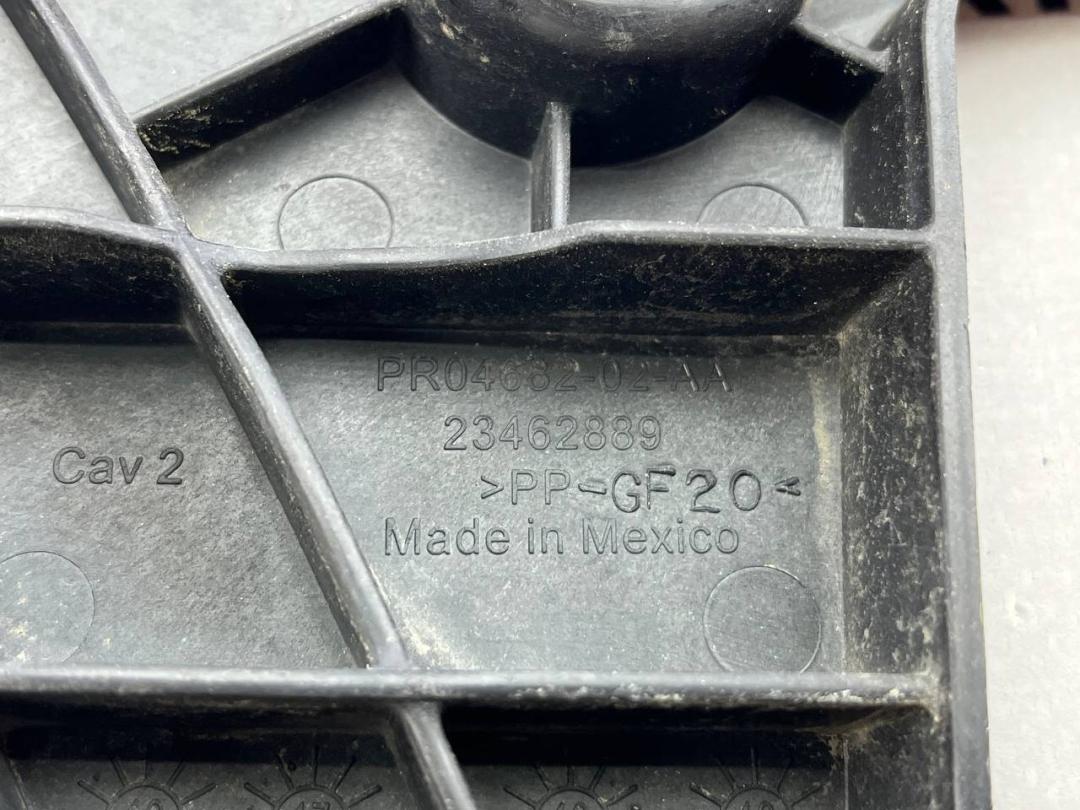 PR04682-02-AA
23462889
Cav 2
>PP-GF20<
Made in Mexico